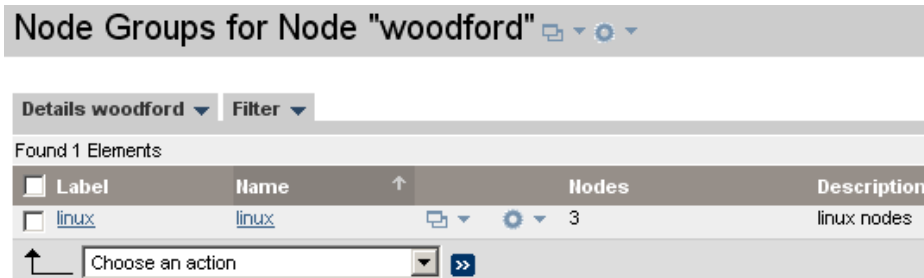 Node Groups for Node "woodford"
Details woodford Filter
Found 1 Elements
Label Name Nodes Description
linux linux 3 linux nodes
Choose an action